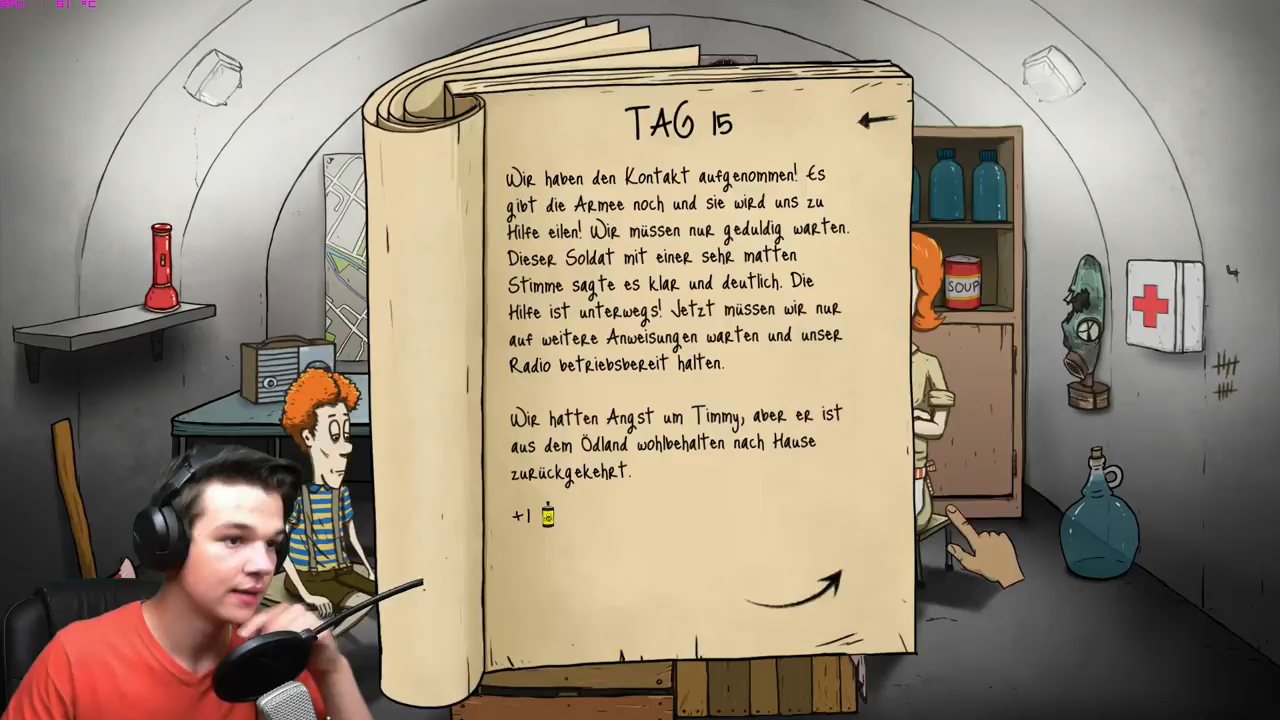 TAG 15
Wir haben den Kontakt aufgenommen! Es
gibt die Armee noch und sie wird uns zu
Hilfe eilen! Wir müssen nur geduldig warten.
Dieser Soldat mit einer sehr matten
Stimme sagte es klar und deutlich. Die
Hilfe ist unterwegs! Jetzt müssen wir nur
auf weitere Anweisungen warten und unser
Radio betriebsbereit halten.
Wir hatten Angst um Timmy, aber er ist
aus dem Ödland wohlbehalten nach Hause
zurückgekehrt.
+1
SOUP